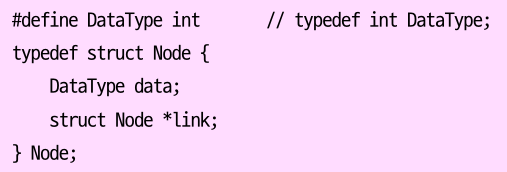 #define DataType int       // typedef int DataType;
typedef struct Node {
    DataType data;
    struct Node *link;
} Node;